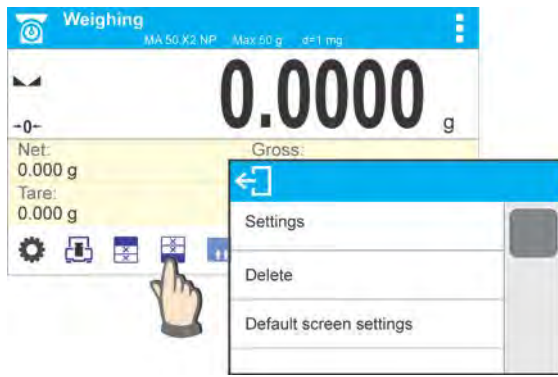 Weighing
MA 50.X2 NP Max 50 g d=1 mg
0.0000 g
-0-
Net: Gross:
0.000 g
Tare:
0.000 g
Settings
Delete
Default screen settings